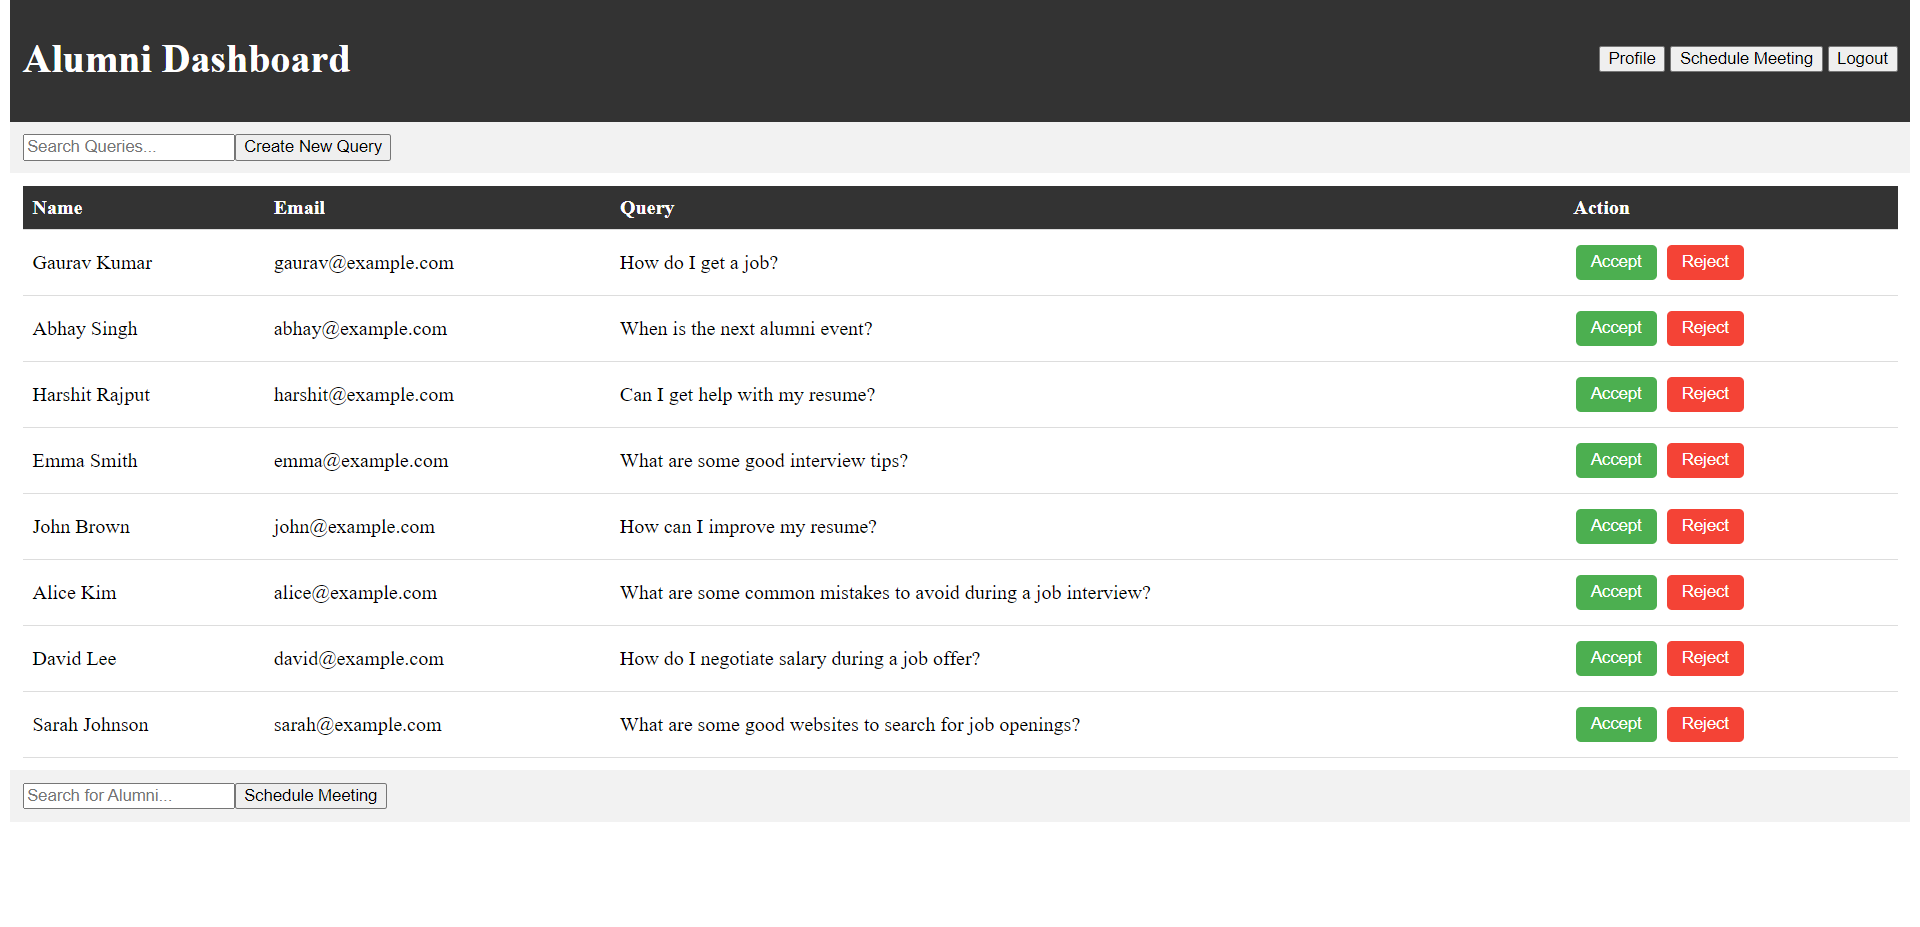 Alumni Dashboard Profile Schedule Meeting Logout
Search Queries... Create New Query
Name Email Query Action
Gaurav Kumar gaurav@example.com How do I get a job? Accept Reject
Abhay Singh abhay@example.com When is the next alumni event? Accept Reject
Harshit Rajput harshit@example.com Can I get help with my resume? Accept Reject
Emma Smith emma@example.com What are some good interview tips? Accept Reject
John Brown john@example.com How can I improve my resume? Accept Reject
Alice Kim alice@example.com What are some common mistakes to avoid during a job interview? Accept Reject
David Lee david@example.com How do I negotiate salary during a job offer? Accept Reject
Sarah Johnson sarah@example.com What are some good websites to search for job openings? Accept Reject
Search for Alumni... Schedule Meeting